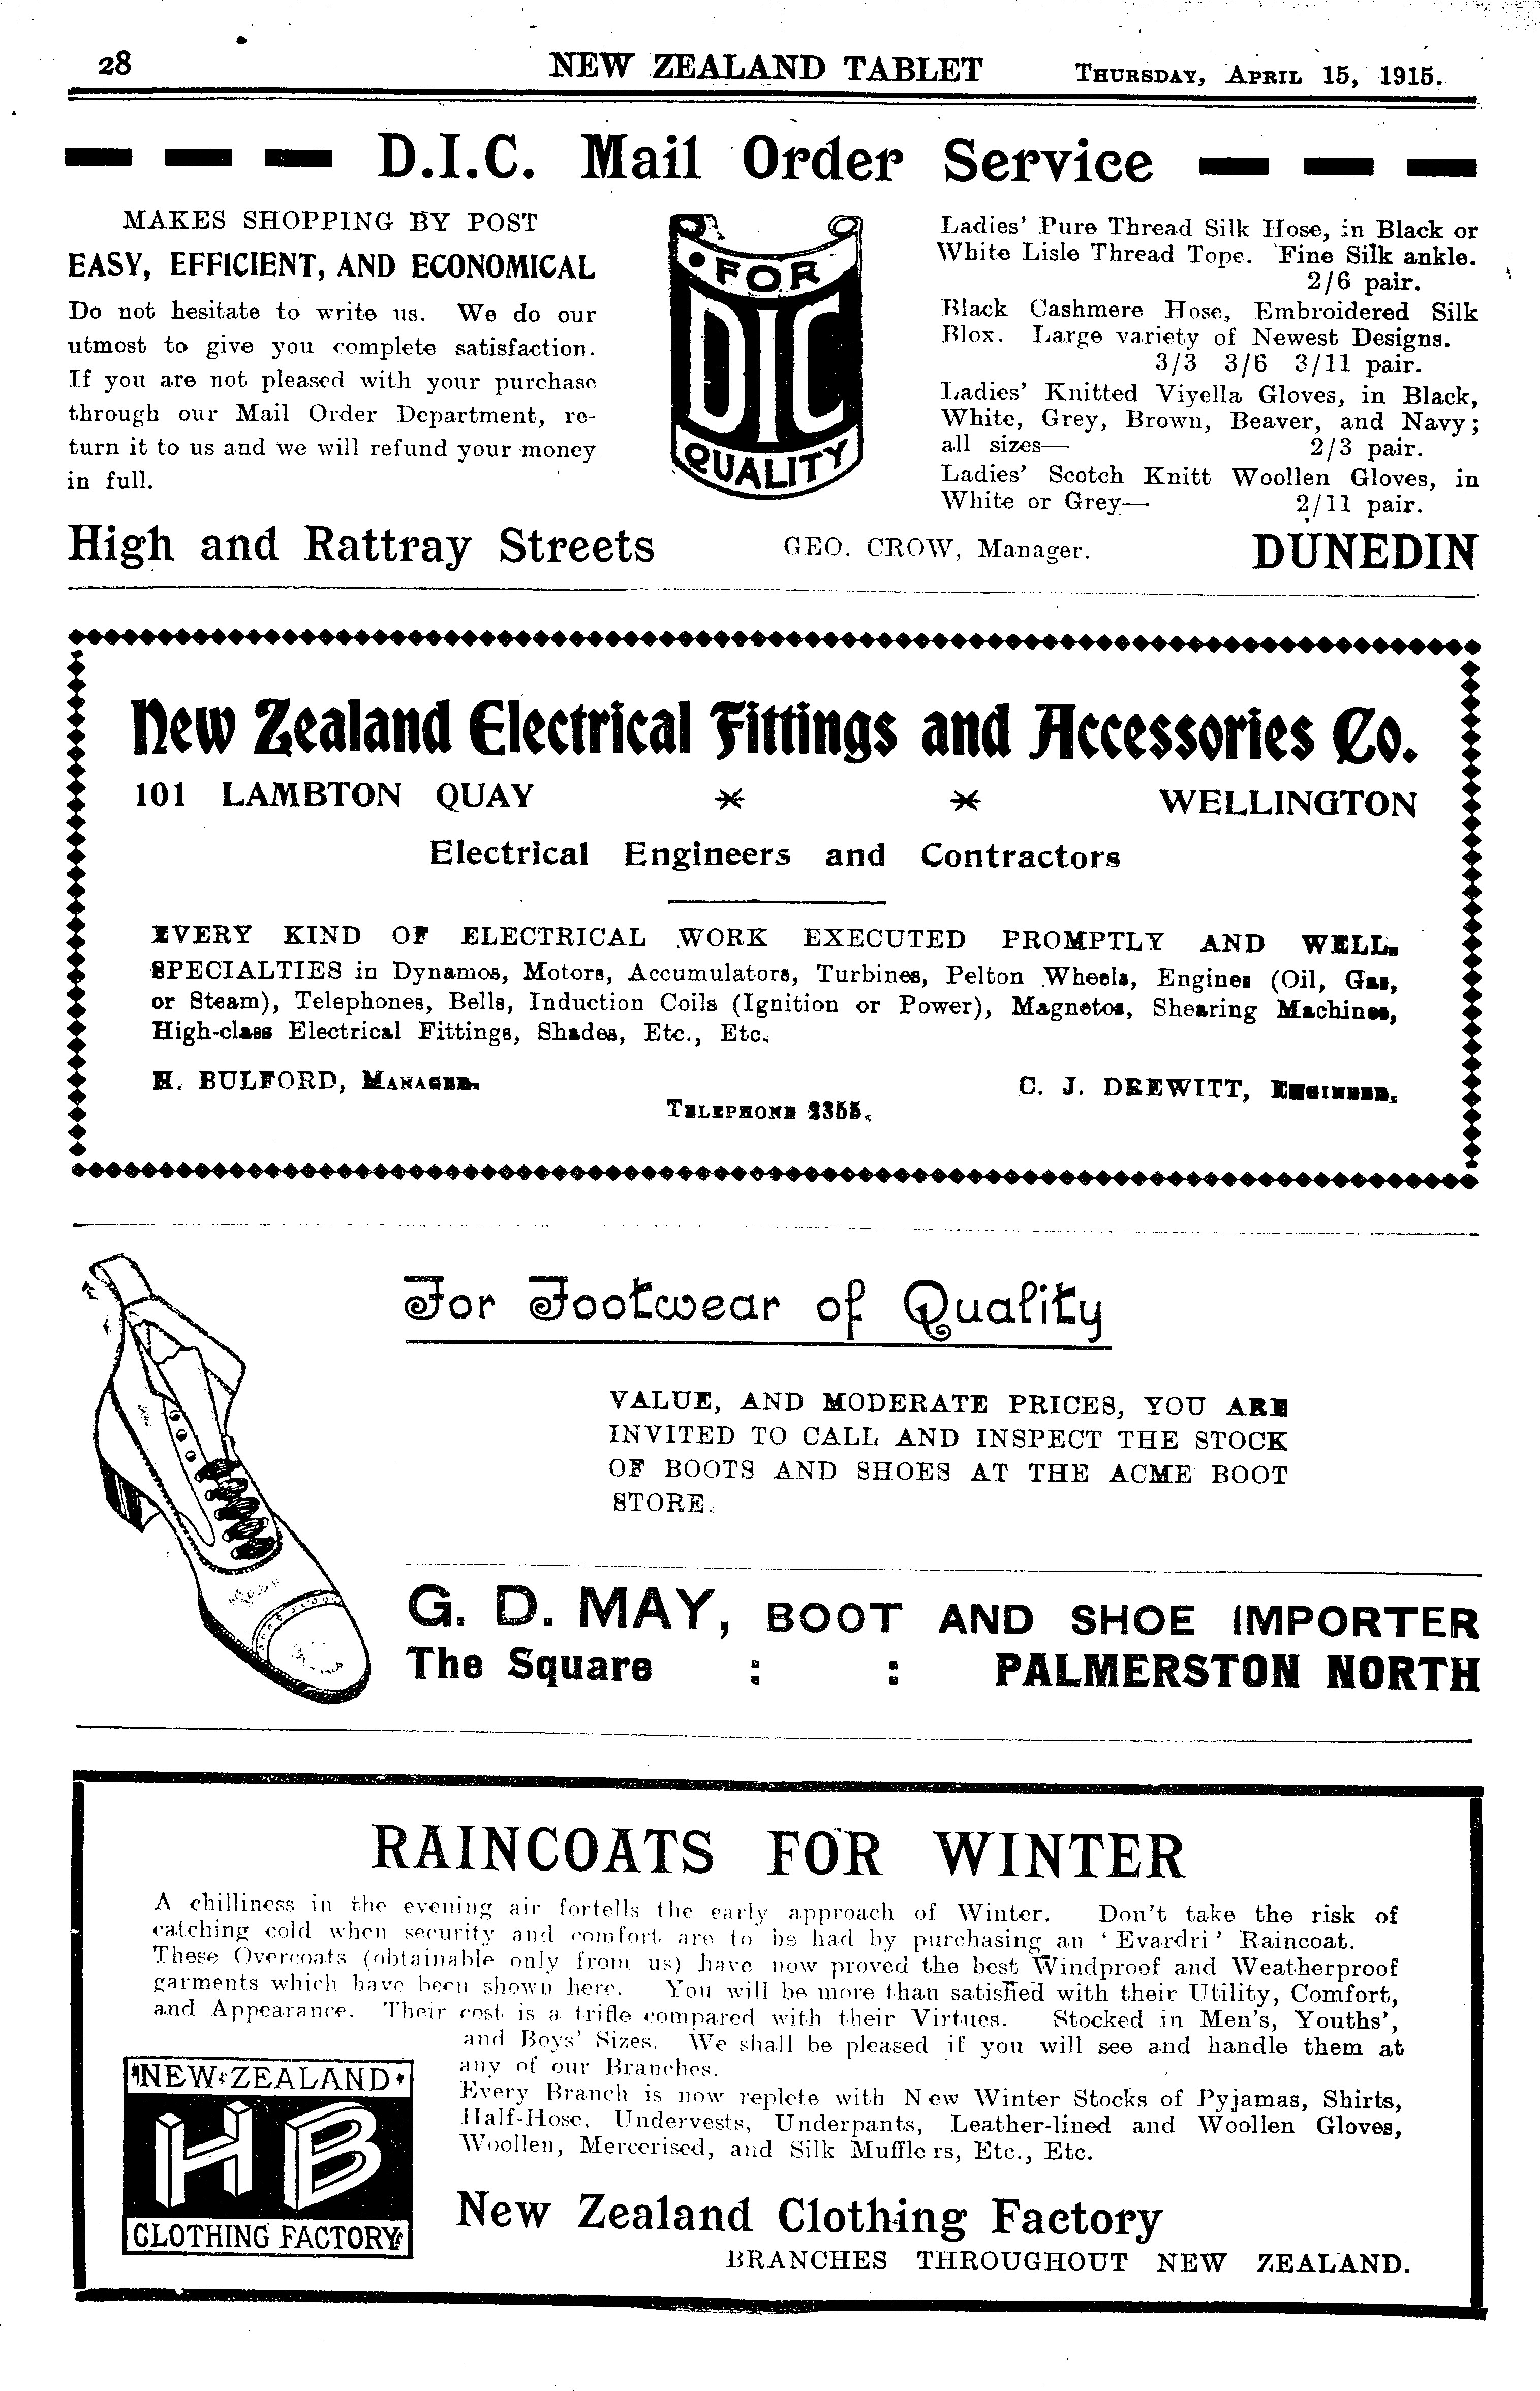 28
NEW ZEALAND TABLET
THURSDAY, APRIL 15, 1915.
D.I.C. Mail Order Service
MAKES SHOPPING BY POST
EASY, EFFICIENT, AND ECONOMICAL
Do not hesitate to write us. We do our
utmost to give you complete satisfaction.
If you are not pleased with your purchase
through our Mail Order Department, re-
turn it to us and we will refund your money
in full.
FOR
DIC
QUALITY
Ladies' Pure Thread Silk Hose, in Black or
White Lisle Thread Tope. Fine Silk ankle.
2/6 pair.
Black Cashmere Hose, Embroidered Silk
Blox. Large variety of Newest Designs.
3/3 3/6 3/11 pair.
Ladies' Knitted Viyella Gloves, in Black,
White, Grey, Brown, Beaver, and Navy;
all sizes— 2/3 pair.
Ladies' Scotch Knitt Woollen Gloves, in
White or Grey— 2/11 pair.
High and Rattray Streets
GEO. CROW, Manager.
DUNEDIN
New Zealand Electrical Fittings and Accessories Co.
101 LAMBTON QUAY * * WELLINGTON
Electrical Engineers and Contractors
EVERY KIND OF ELECTRICAL WORK EXECUTED PROMPTLY AND WELL.
SPECIALTIES in Dynamos, Motors, Accumulators, Turbines, Pelton Wheels, Engines (Oil, Gas,
or Steam), Telephones, Bells, Induction Coils (Ignition or Power), Magnetos, Shearing Machines,
High-class Electrical Fittings, Shades, Etc., Etc.
H. BULFORD, MANAGER.
C. J. DREWITT, ENGINEER.
TELEPHONE 2355.
For Footwear of Quality
VALUE, AND MODERATE PRICES, YOU ARE
INVITED TO CALL AND INSPECT THE STOCK
OF BOOTS AND SHOES AT THE ACME BOOT
STORE.
G. D. MAY, BOOT AND SHOE IMPORTER
The Square : : PALMERSTON NORTH
RAINCOATS FOR WINTER
A chilliness in the evening air fortells the early approach of Winter. Don't take the risk of
catching cold when security and comfort are to be had by purchasing an 'Evardri' Raincoat.
These Overcoats (obtainable only from us) have now proved the best Windproof and Weatherproof
garments which have been shown here. You will be more than satisfied with their Utility, Comfort,
and Appearance. Their cost is a trifle compared with their Virtues. Stocked in Men's, Youths',
and Boys' Sizes. We shall be pleased if you will see and handle them at
any of our Branches.
Every Branch is now replete with New Winter Stocks of Pyjamas, Shirts,
Half-Hose, Undervests, Underpants, Leather-lined and Woollen Gloves,
Woollen, Mercerised, and Silk Mufflers, Etc., Etc.
NEW ZEALAND
HB
CLOTHING FACTORY
New Zealand Clothing Factory
BRANCHES THROUGHOUT NEW ZEALAND.